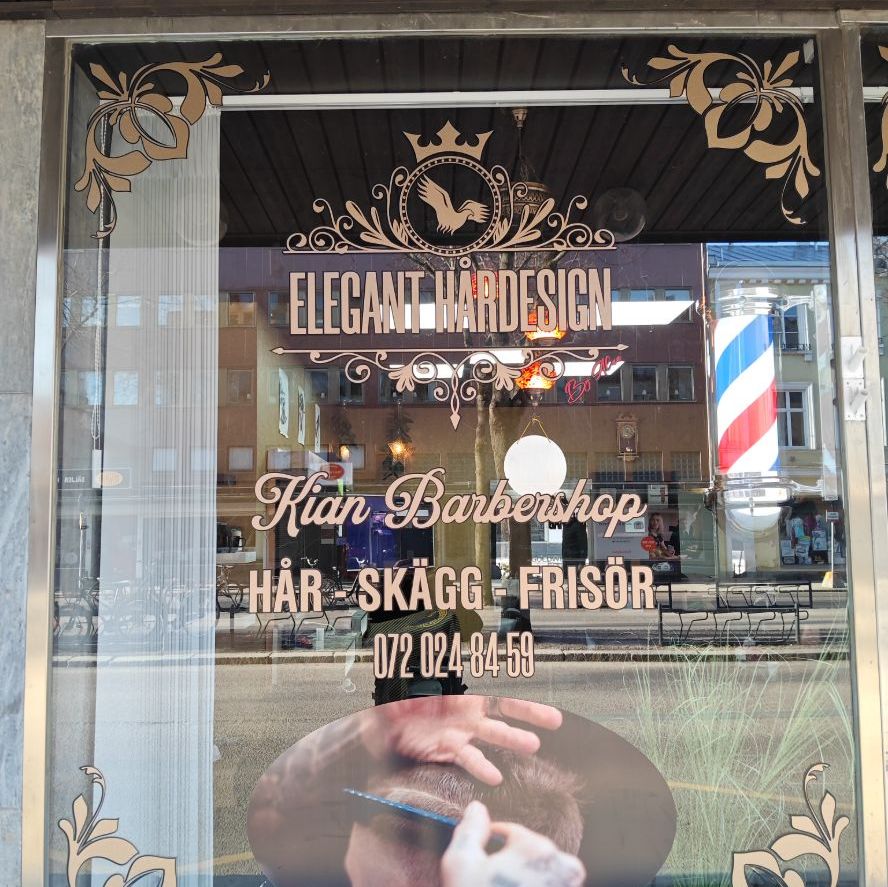 ELEGANT HÅRDESIGN
Kian Barbershop
HÅR - SKÄGG - FRISÖR
072 024 84 59